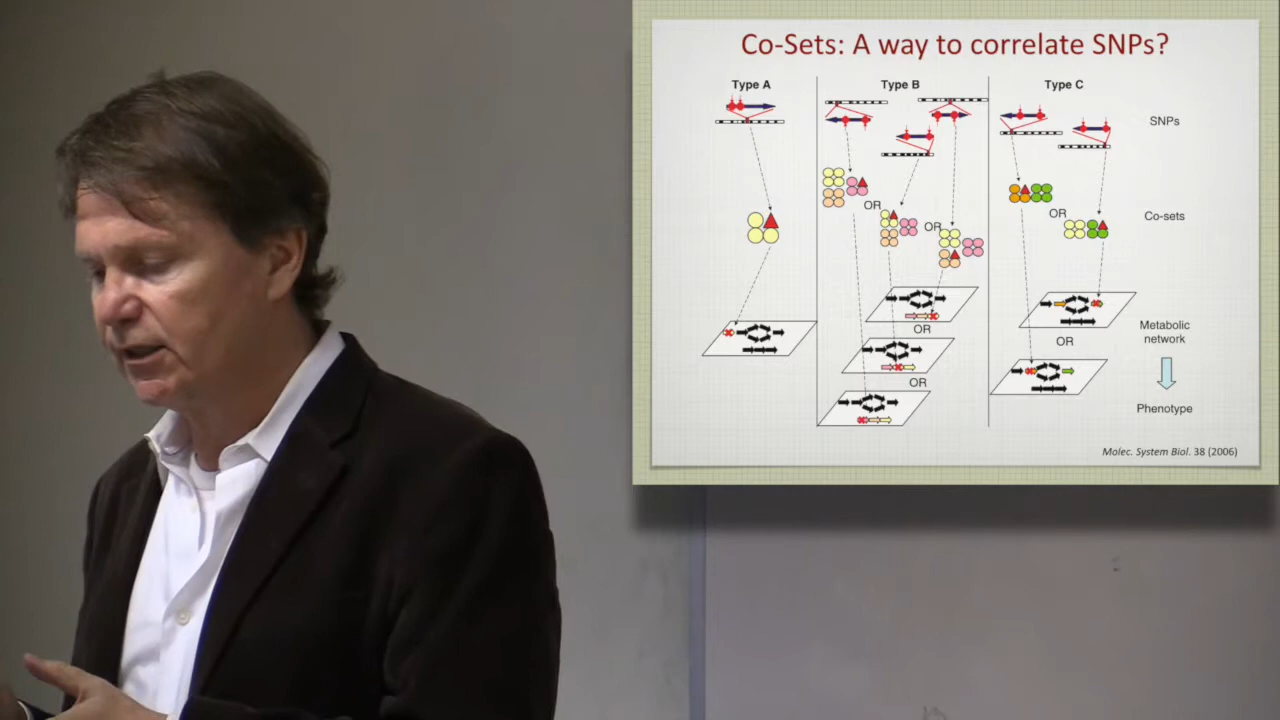 Co-Sets: A way to correlate SNPs?
Type A
Type B
Type C
SNPs
OR
OR
OR
Co-sets
OR
OR
OR
Metabolic
network
Phenotype
Molec. System Biol. 38 (2006)